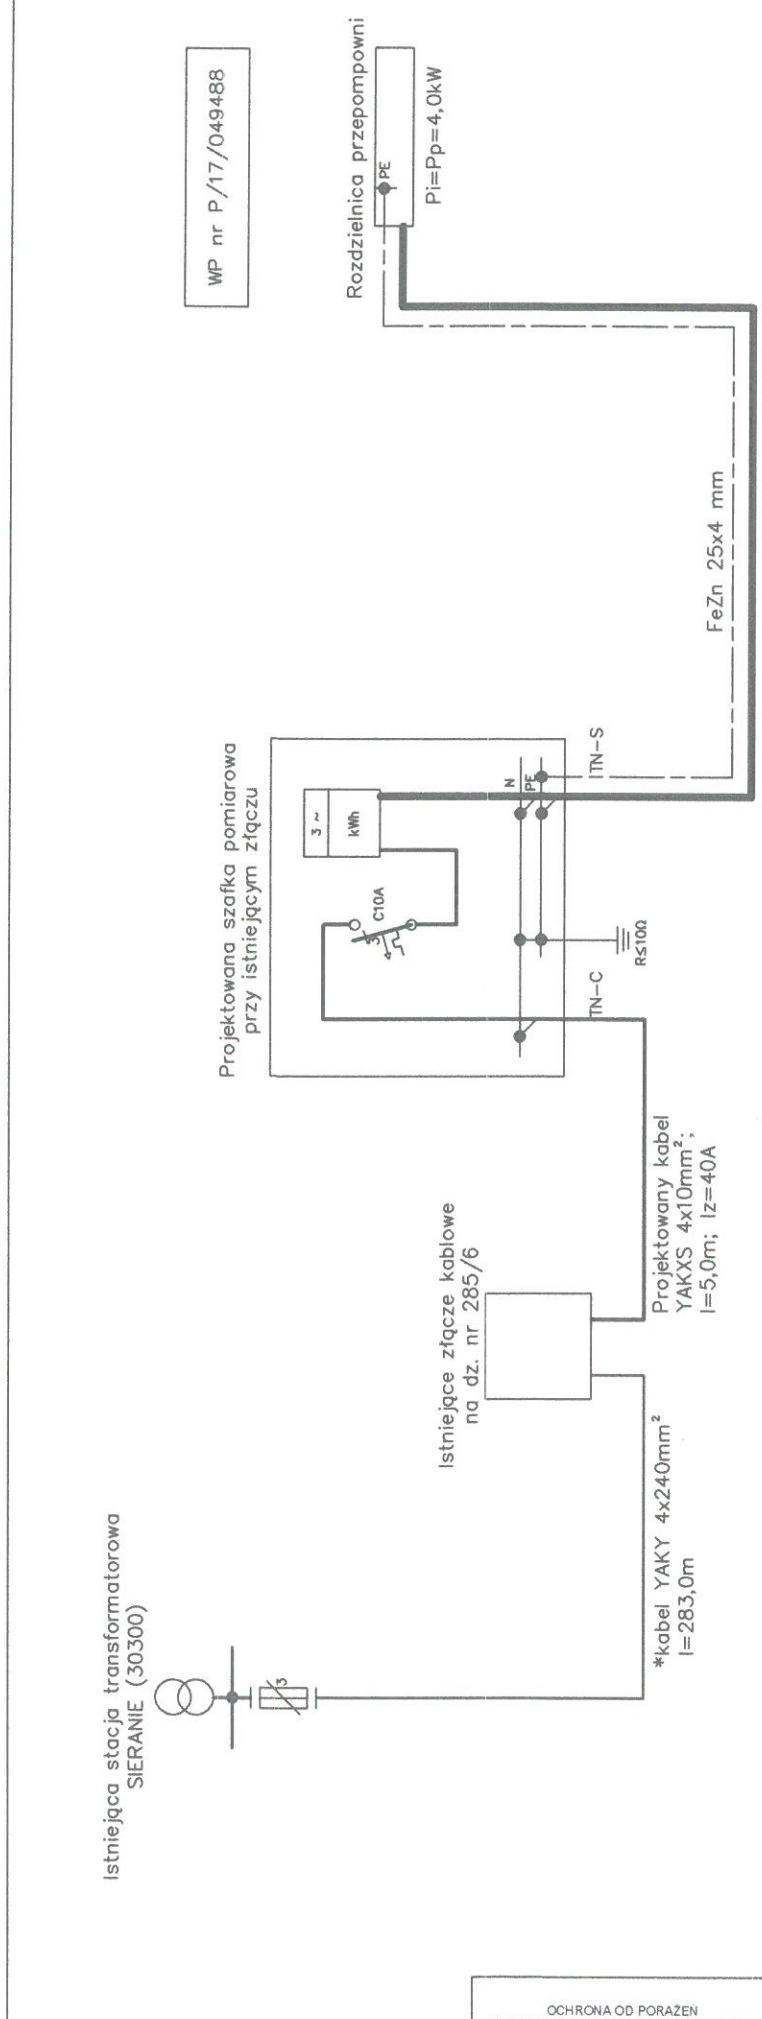 WP nr P/17/049488
Rozdzielnica przepompowni
PE
Pi=Pp=4,0kW
FeZn 25x4 mm
Projektowana szafka pomiarowa
przy istniejącym złączu
3 ~
kWh
C10A
3
N
PE
TN-S
TN-C
R≤10Ω
Istniejące złącze kablowe
na dz. nr 285/6
Projektowany kabel
YAKXS 4x10mm²;
l=5,0m; Iz=40A
Istniejąca stacja transformatorowa
SIERANIE (30300)
3
*kabel YAKY 4x240mm²
l=283,0m
OCHRONA OD PORAŻEŃ